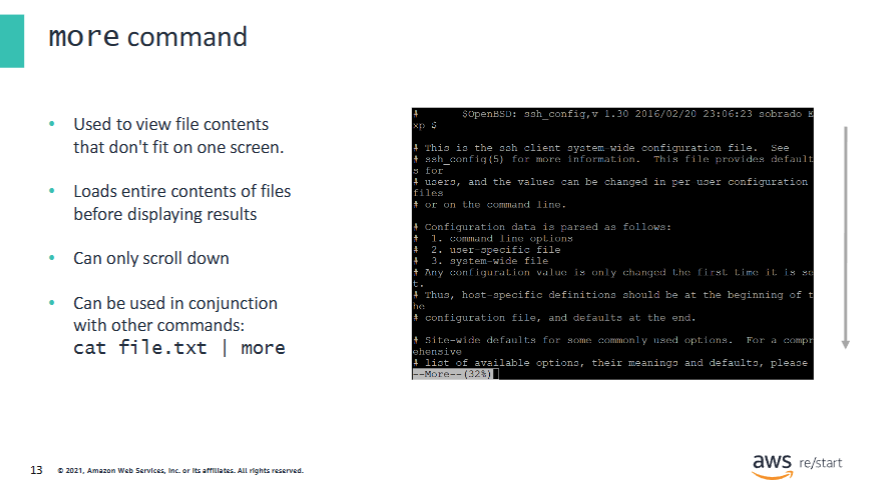 more command
• Used to view file contents
that don't fit on one screen.
• Loads entire contents of files
before displaying results
• Can only scroll down
• Can be used in conjunction
with other commands:
cat file.txt | more
# $OpenBSD: ssh_config,v 1.30 2016/02/20 23:06:23 sobrado E
xp $
# This is the ssh client system-wide configuration file. See
# ssh_config(5) for more information. This file provides default
s for
# users, and the values can be changed in per user configuration
files
# or on the command line.
# Configuration data is parsed as follows:
# 1. command line options
# 2. user-specific file
# 3. system-wide file
# Any configuration value is only changed the first time it is se
t.
# Thus, host-specific definitions should be at the beginning of t
he
# configuration file, and defaults at the end.
# Site-wide defaults for some commonly used options. For a compr
ehensive
# list of available options, their meanings and defaults, please
--More--(32%)
13 © 2021, Amazon Web Services, Inc. or its affiliates. All rights reserved.
aws re/start